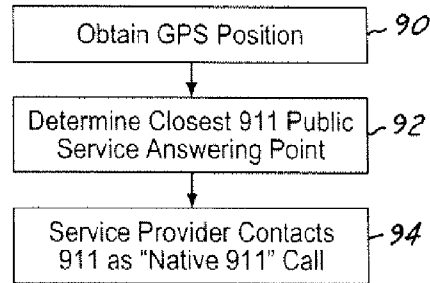 Obtain GPS Position
90
Determine Closest 911 Public
Service Answering Point
92
Service Provider Contacts
911 as "Native 911" Call
94